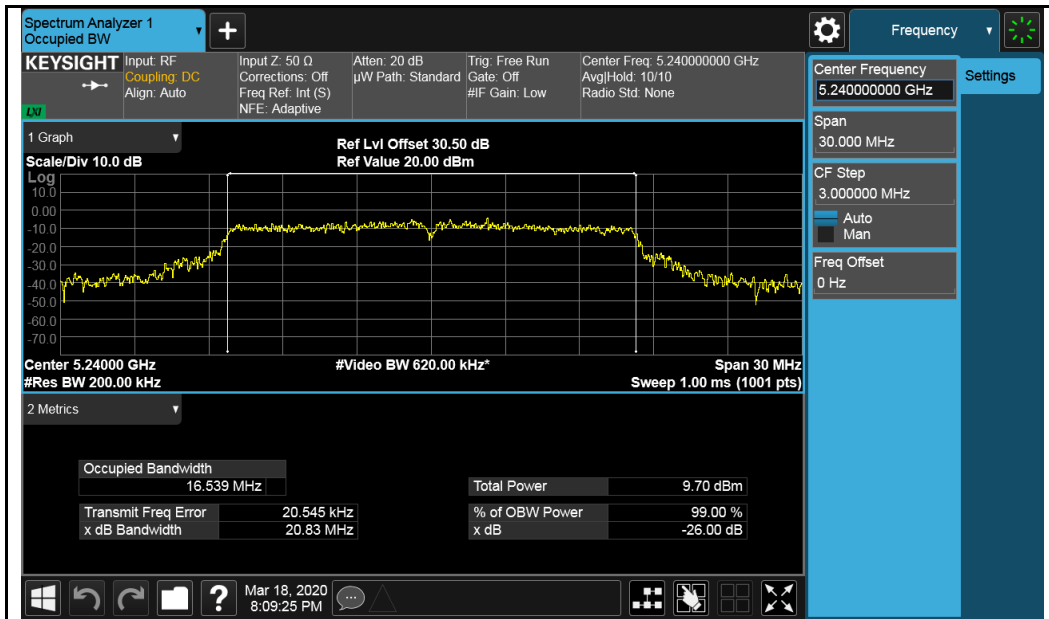 Spectrum Analyzer 1
Occupied BW
+
Frequency
KEYSIGHT
LXI
Input: RF
Coupling: DC
Align: Auto
Input Z: 50 Ω
Corrections: Off
Freq Ref: Int (S)
NFE: Adaptive
Atten: 20 dB
µW Path: Standard
Trig: Free Run
Gate: Off
#IF Gain: Low
Center Freq: 5.240000000 GHz
Avg|Hold: 10/10
Radio Std: None
Center Frequency
5.240000000 GHz
Settings
Span
30.000 MHz
CF Step
3.000000 MHz
Auto
Man
Freq Offset
0 Hz
1 Graph
Scale/Div 10.0 dB
Ref Lvl Offset 30.50 dB
Ref Value 20.00 dBm
Log
10.0
0.00
-10.0
-20.0
-30.0
-40.0
-50.0
-60.0
-70.0
Center 5.24000 GHz
#Video BW 620.00 kHz*
Span 30 MHz
#Res BW 200.00 kHz
Sweep 1.00 ms (1001 pts)
2 Metrics
Occupied Bandwidth
16.539 MHz
Total Power 9.70 dBm
Transmit Freq Error 20.545 kHz
% of OBW Power 99.00 %
x dB Bandwidth 20.83 MHz
x dB -26.00 dB
?
Mar 18, 2020
8:09:25 PM